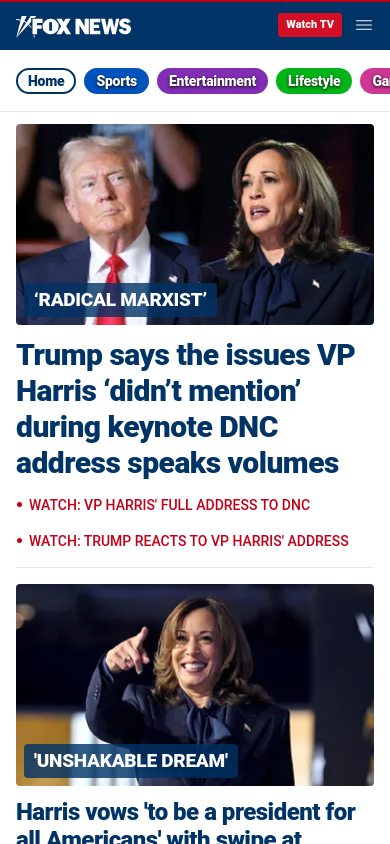 FOX NEWS
Watch TV
Home
Sports
Entertainment
Lifestyle
Ga
‘RADICAL MARXIST’
Trump says the issues VP
Harris ‘didn’t mention’
during keynote DNC
address speaks volumes
• WATCH: VP HARRIS' FULL ADDRESS TO DNC
• WATCH: TRUMP REACTS TO VP HARRIS' ADDRESS
'UNSHAKABLE DREAM'
Harris vows 'to be a president for
all Americans' with swipe at